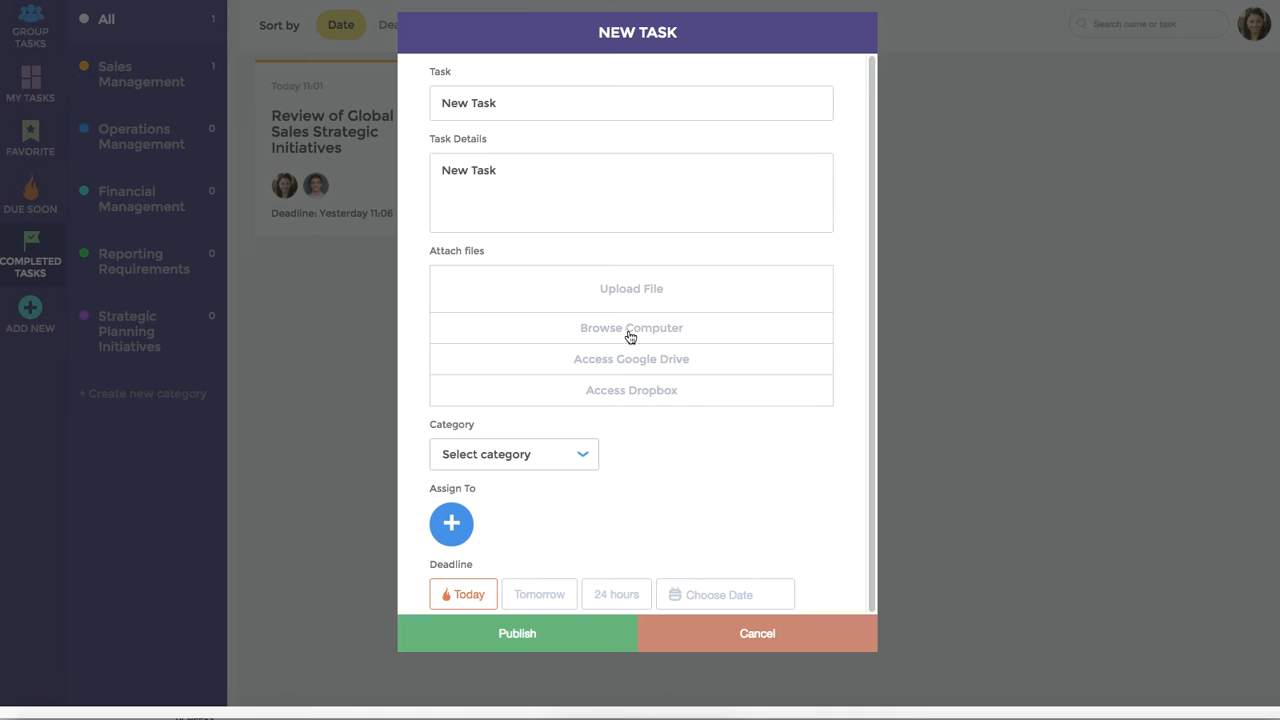 GROUP
TASKS
MY TASKS
FAVORITE
DUE SOON
COMPLETED
TASKS
ADD NEW
All 1
Sales
Management 1
Operations
Management 0
Financial
Management 0
Reporting
Requirements 0
Strategic
Planning
Initiatives 0
+ Create new category
Sort by Date
Today 11:01
Review of Global
Sales Strategic
Initiatives
Deadline: Yesterday 11:06
Search name or task
NEW TASK
Task
New Task
Task Details
New Task
Attach files
Upload File
Browse Computer
Access Google Drive
Access Dropbox
Category
Select category
Assign To
Deadline
Today Tomorrow 24 hours Choose Date
Publish Cancel